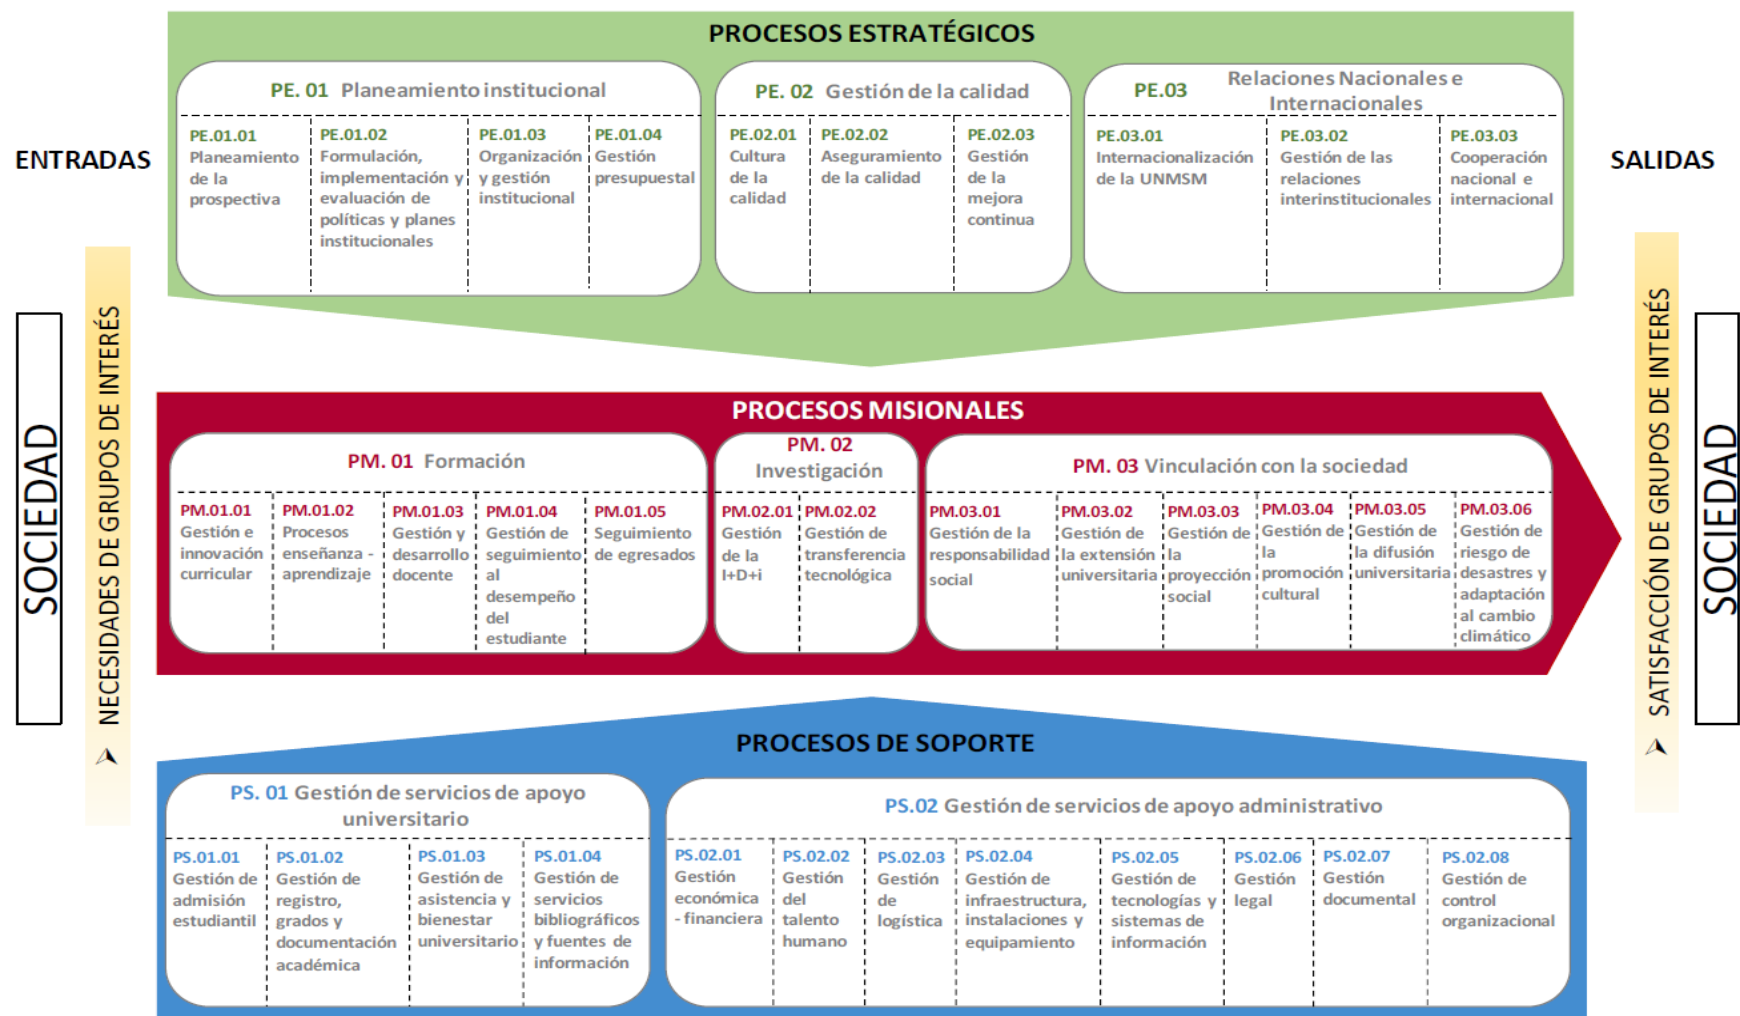 PROCESOS ESTRATÉGICOS
PE. 01 Planeamiento institucional
PE.01.01
Planeamiento
de la
prospectiva
PE.01.02
Formulación,
implementación y
evaluación de
políticas y planes
institucionales
PE.01.03
Organización
y gestión
institucional
PE.01.04
Gestión
presupuestal
PE. 02 Gestión de la calidad
PE.02.01
Cultura
de la
calidad
PE.02.02
Aseguramiento
de la calidad
PE.02.03
Gestión
de la
mejora
continua
PE.03 Relaciones Nacionales e
Internacionales
PE.03.01
Internacionalización
de la UNMSM
PE.03.02
Gestión de las
relaciones
interinstitucionales
PE.03.03
Cooperación
nacional e
internacional
ENTRADAS
SALIDAS
SOCIEDAD
NECESIDADES DE GRUPOS DE INTERÉS
PROCESOS MISIONALES
PM. 01 Formación
PM.01.01
Gestión e
innovación
curricular
PM.01.02
Procesos
enseñanza -
aprendizaje
PM.01.03
Gestión y
desarrollo
docente
PM.01.04
Gestión de
seguimiento
al
desempeño
del
estudiante
PM.01.05
Seguimiento
de egresados
PM. 02
Investigación
PM.02.01
Gestión
de la
I+D+i
PM.02.02
Gestión de
transferencia
tecnológica
PM. 03 Vinculación con la sociedad
PM.03.01
Gestión de la
responsabilidad
social
PM.03.02
Gestión de
la extensión
universitaria
PM.03.03
Gestión de
la
proyección
social
PM.03.04
Gestión de
la
promoción
cultural
PM.03.05
Gestión de
la difusión
universitaria
PM.03.06
Gestión de
riesgo de
desastres y
adaptación
al cambio
climático
SATISFACCIÓN DE GRUPOS DE INTERÉS
SOCIEDAD
PROCESOS DE SOPORTE
PS. 01 Gestión de servicios de apoyo
universitario
PS.01.01
Gestión de
admisión
estudiantil
PS.01.02
Gestión de
registro,
grados y
documentación
académica
PS.01.03
Gestión de
asistencia y
bienestar
universitario
PS.01.04
Gestión de
servicios
bibliográficos
y fuentes de
información
PS.02 Gestión de servicios de apoyo administrativo
PS.02.01
Gestión
económica
- financiera
PS.02.02
Gestión
del
talento
humano
PS.02.03
Gestión
de
logística
PS.02.04
Gestión de
infraestructura,
instalaciones y
equipamiento
PS.02.05
Gestión de
tecnologías y
sistemas de
información
PS.02.06
Gestión
legal
PS.02.07
Gestión
documental
PS.02.08
Gestión de
control
organizacional